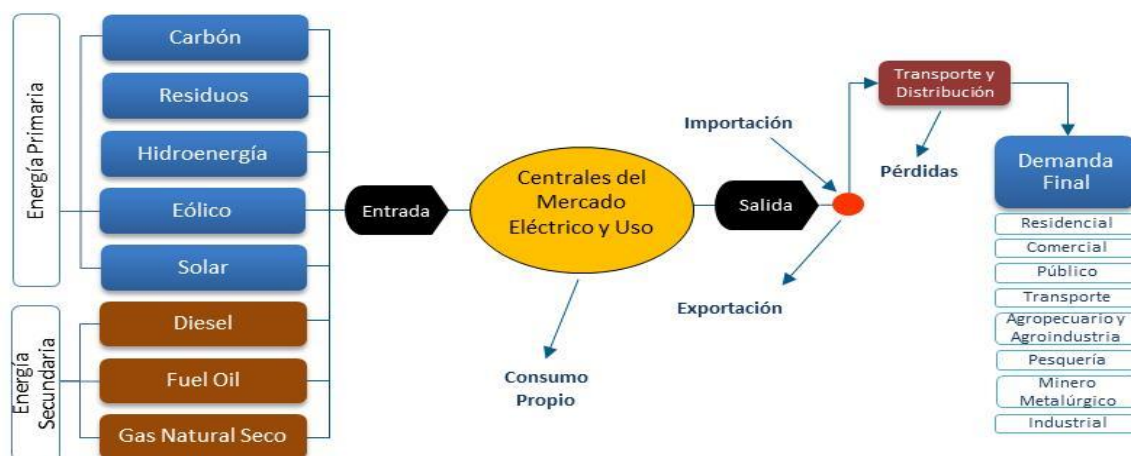 Energía Primaria
Carbón
Residuos
Hidroenergía
Eólico
Solar
Energía
Secundaria
Diesel
Fuel Oil
Gas Natural Seco
Entrada
Centrales del
Mercado
Eléctrico y Uso
Consumo
Propio
Salida
Importación
Exportación
Transporte y
Distribución
Pérdidas
Demanda
Final
Residencial
Comercial
Público
Transporte
Agropecuario y
Agroindustria
Pesquería
Minero
Metalúrgico
Industrial